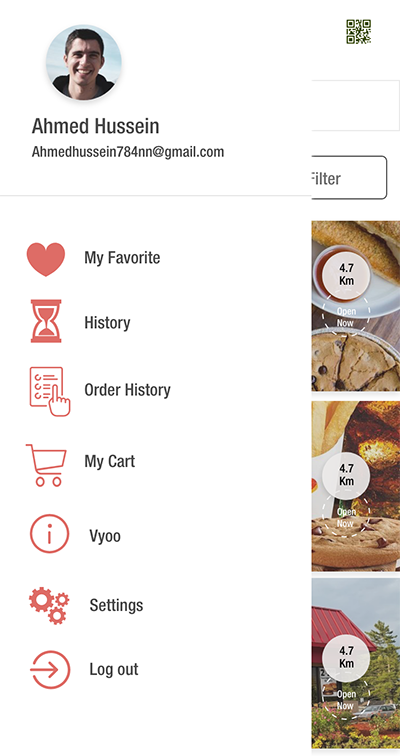 Ahmed Hussein
Ahmedhussein784nn@gmail.com
Filter
My Favorite
4.7
Km
Open
Now
History
Order History
My Cart
4.7
Km
Open
Now
Vyoo
Settings
Log out
4.7
Km
Open
Now